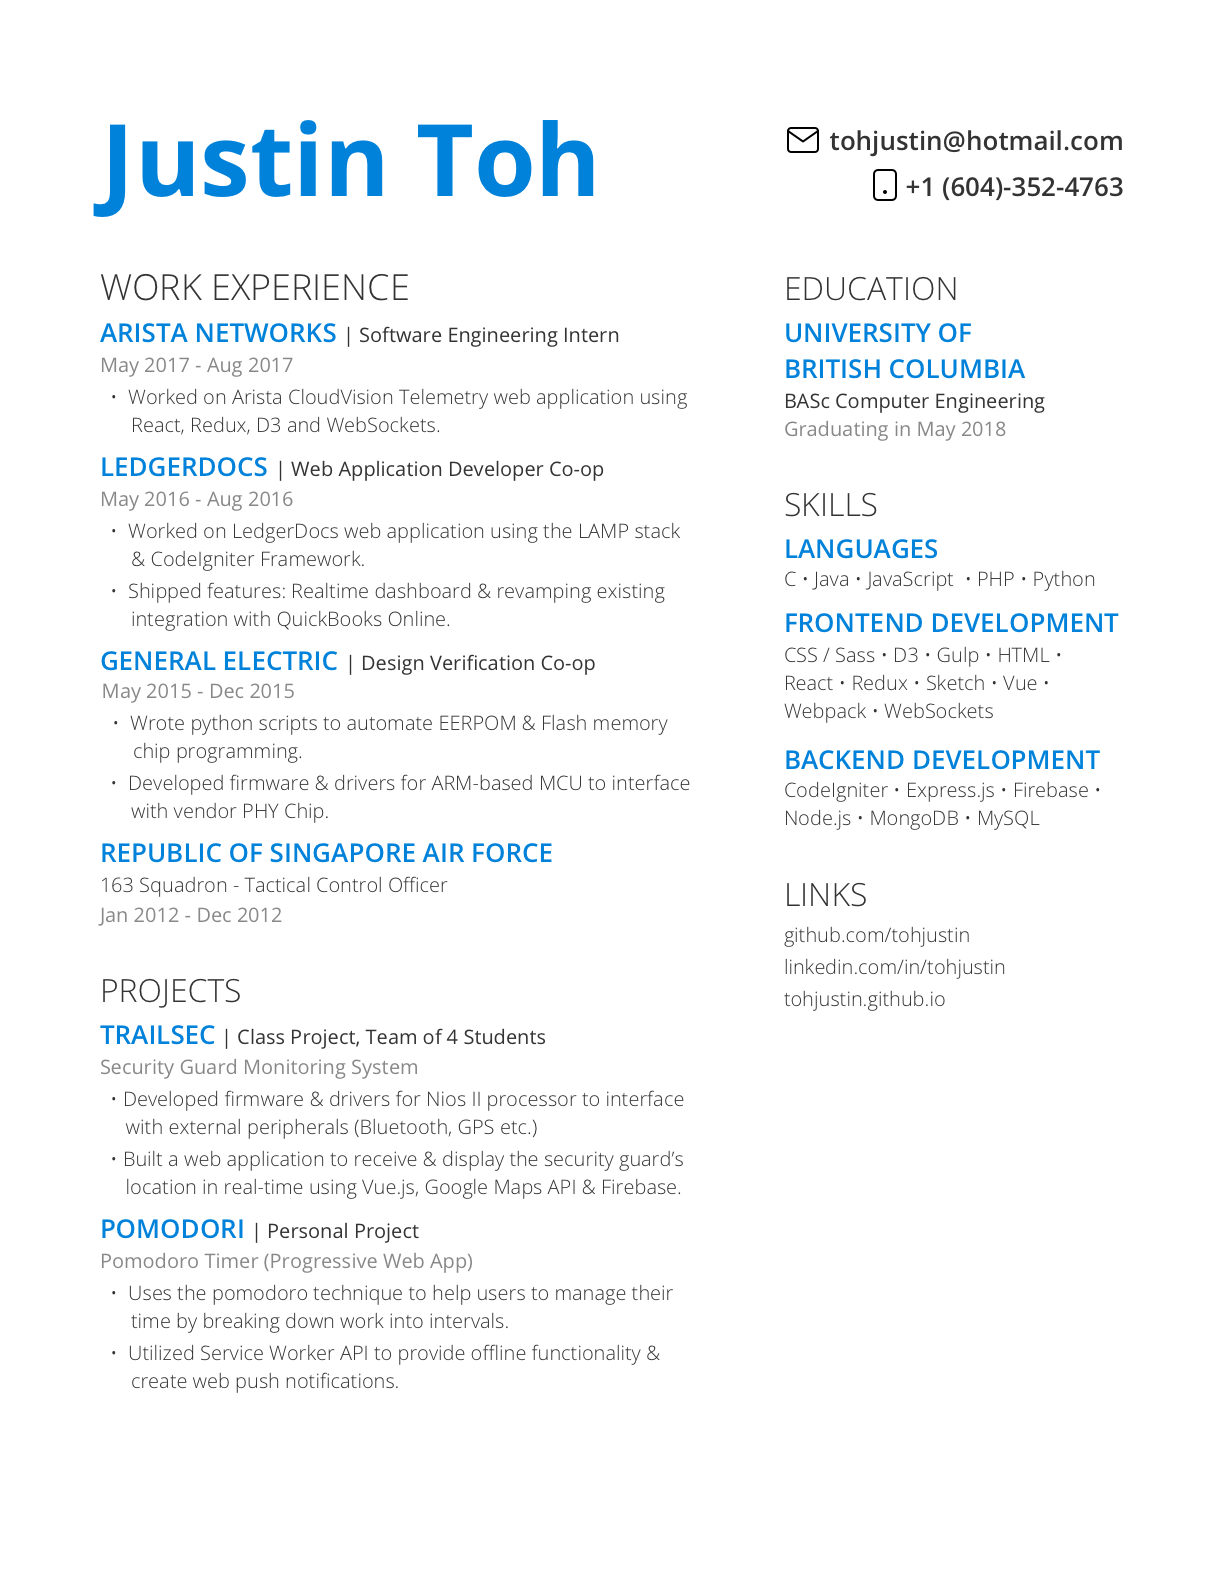 Justin Toh
tohjustin@hotmail.com
+1 (604)-352-4763
WORK EXPERIENCE
ARISTA NETWORKS | Software Engineering Intern
May 2017 - Aug 2017
• Worked on Arista CloudVision Telemetry web application using
React, Redux, D3 and WebSockets.
LEDGERDOCS | Web Application Developer Co-op
May 2016 - Aug 2016
• Worked on LedgerDocs web application using the LAMP stack
& CodeIgniter Framework.
• Shipped features: Realtime dashboard & revamping existing
integration with QuickBooks Online.
GENERAL ELECTRIC | Design Verification Co-op
May 2015 - Dec 2015
• Wrote python scripts to automate EERPOM & Flash memory
chip programming.
• Developed firmware & drivers for ARM-based MCU to interface
with vendor PHY Chip.
REPUBLIC OF SINGAPORE AIR FORCE
163 Squadron - Tactical Control Officer
Jan 2012 - Dec 2012
PROJECTS
TRAILSEC | Class Project, Team of 4 Students
Security Guard Monitoring System
• Developed firmware & drivers for Nios II processor to interface
with external peripherals (Bluetooth, GPS etc.)
• Built a web application to receive & display the security guard’s
location in real-time using Vue.js, Google Maps API & Firebase.
POMODORI | Personal Project
Pomodoro Timer (Progressive Web App)
• Uses the pomodoro technique to help users to manage their
time by breaking down work into intervals.
• Utilized Service Worker API to provide offline functionality &
create web push notifications.
EDUCATION
UNIVERSITY OF
BRITISH COLUMBIA
BASc Computer Engineering
Graduating in May 2018
SKILLS
LANGUAGES
C • Java • JavaScript • PHP • Python
FRONTEND DEVELOPMENT
CSS / Sass • D3 • Gulp • HTML •
React • Redux • Sketch • Vue •
Webpack • WebSockets
BACKEND DEVELOPMENT
CodeIgniter • Express.js • Firebase •
Node.js • MongoDB • MySQL
LINKS
github.com/tohjustin
linkedin.com/in/tohjustin
tohjustin.github.io